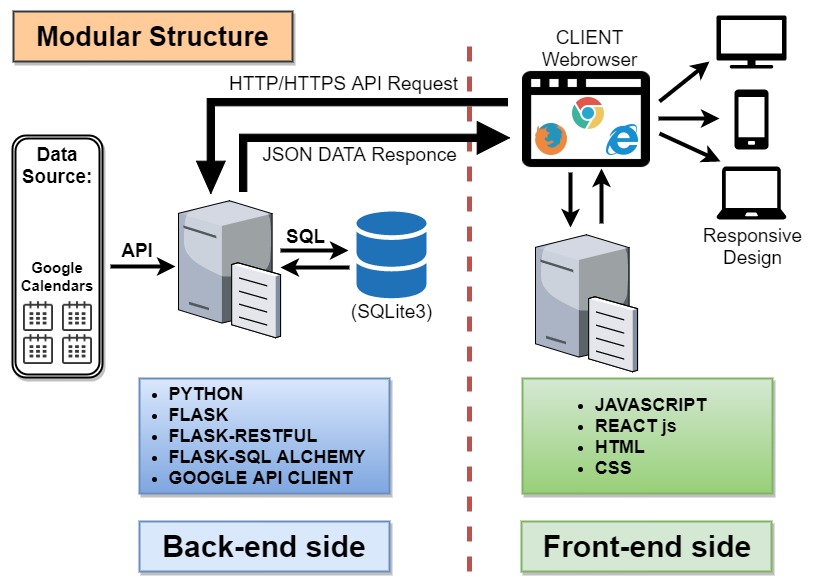 Modular Structure
CLIENT
Webrowser
HTTP/HTTPS API Request
JSON DATA Responce
Data
Source:
Google
Calendars
API
SQL
(SQLite3)
Responsive
Design
• PYTHON
• FLASK
• FLASK-RESTFUL
• FLASK-SQL ALCHEMY
• GOOGLE API CLIENT
• JAVASCRIPT
• REACT js
• HTML
• CSS
Back-end side
Front-end side